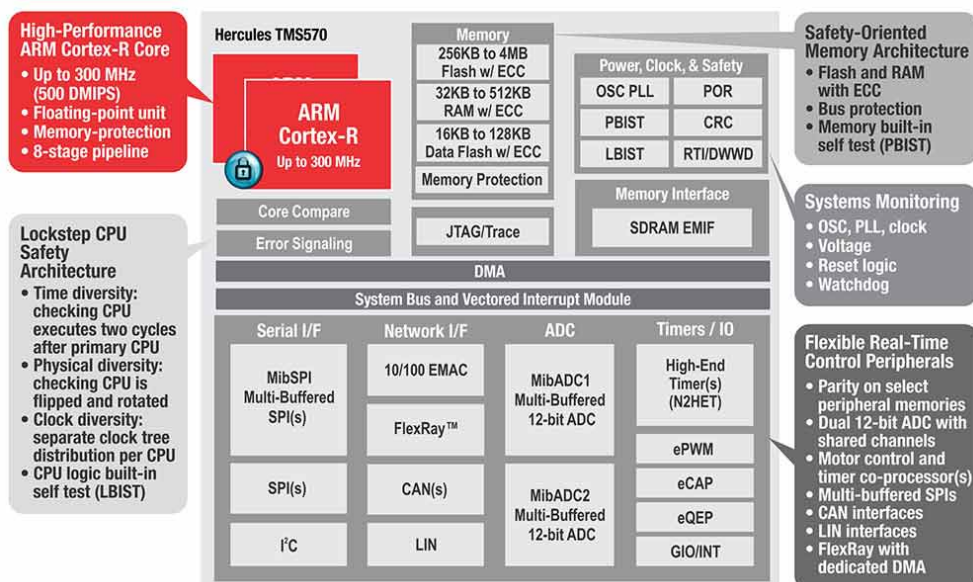 High-Performance
ARM Cortex-R Core
• Up to 300 MHz
(500 DMIPS)
• Floating-point unit
• Memory-protection
• 8-stage pipeline
Lockstep CPU
Safety
Architecture
• Time diversity:
checking CPU
executes two cycles
after primary CPU
• Physical diversity:
checking CPU is
flipped and rotated
• Clock diversity:
separate clock tree
distribution per CPU
• CPU logic built-in
self test (LBIST)
Hercules TMS570
ARM
Cortex-R
Up to 300 MHz
Core Compare
Error Signaling
Memory
256KB to 4MB
Flash w/ ECC
32KB to 512KB
RAM w/ ECC
16KB to 128KB
Data Flash w/ ECC
Memory Protection
JTAG/Trace
Power, Clock, & Safety
OSC PLL
POR
PBIST
CRC
LBIST
RTI/DWWD
Memory Interface
SDRAM EMIF
DMA
System Bus and Vectored Interrupt Module
Serial I/F
MibSPI
Multi-Buffered
SPI(s)
SPI(s)
I²C
Network I/F
10/100 EMAC
FlexRay™
CAN(s)
LIN
ADC
MibADC1
Multi-Buffered
12-bit ADC
MibADC2
Multi-Buffered
12-bit ADC
Timers / IO
High-End
Timer(s)
(N2HET)
ePWM
eCAP
eQEP
GIO/INT
Safety-Oriented
Memory Architecture
• Flash and RAM
with ECC
• Bus protection
• Memory built-in
self test (PBIST)
Systems Monitoring
• OSC, PLL, clock
• Voltage
• Reset logic
• Watchdog
Flexible Real-Time
Control Peripherals
• Parity on select
peripheral memories
• Dual 12-bit ADC with
shared channels
• Motor control and
timer co-processor(s)
• Multi-buffered SPIs
• CAN interfaces
• LIN interfaces
• FlexRay with
dedicated DMA